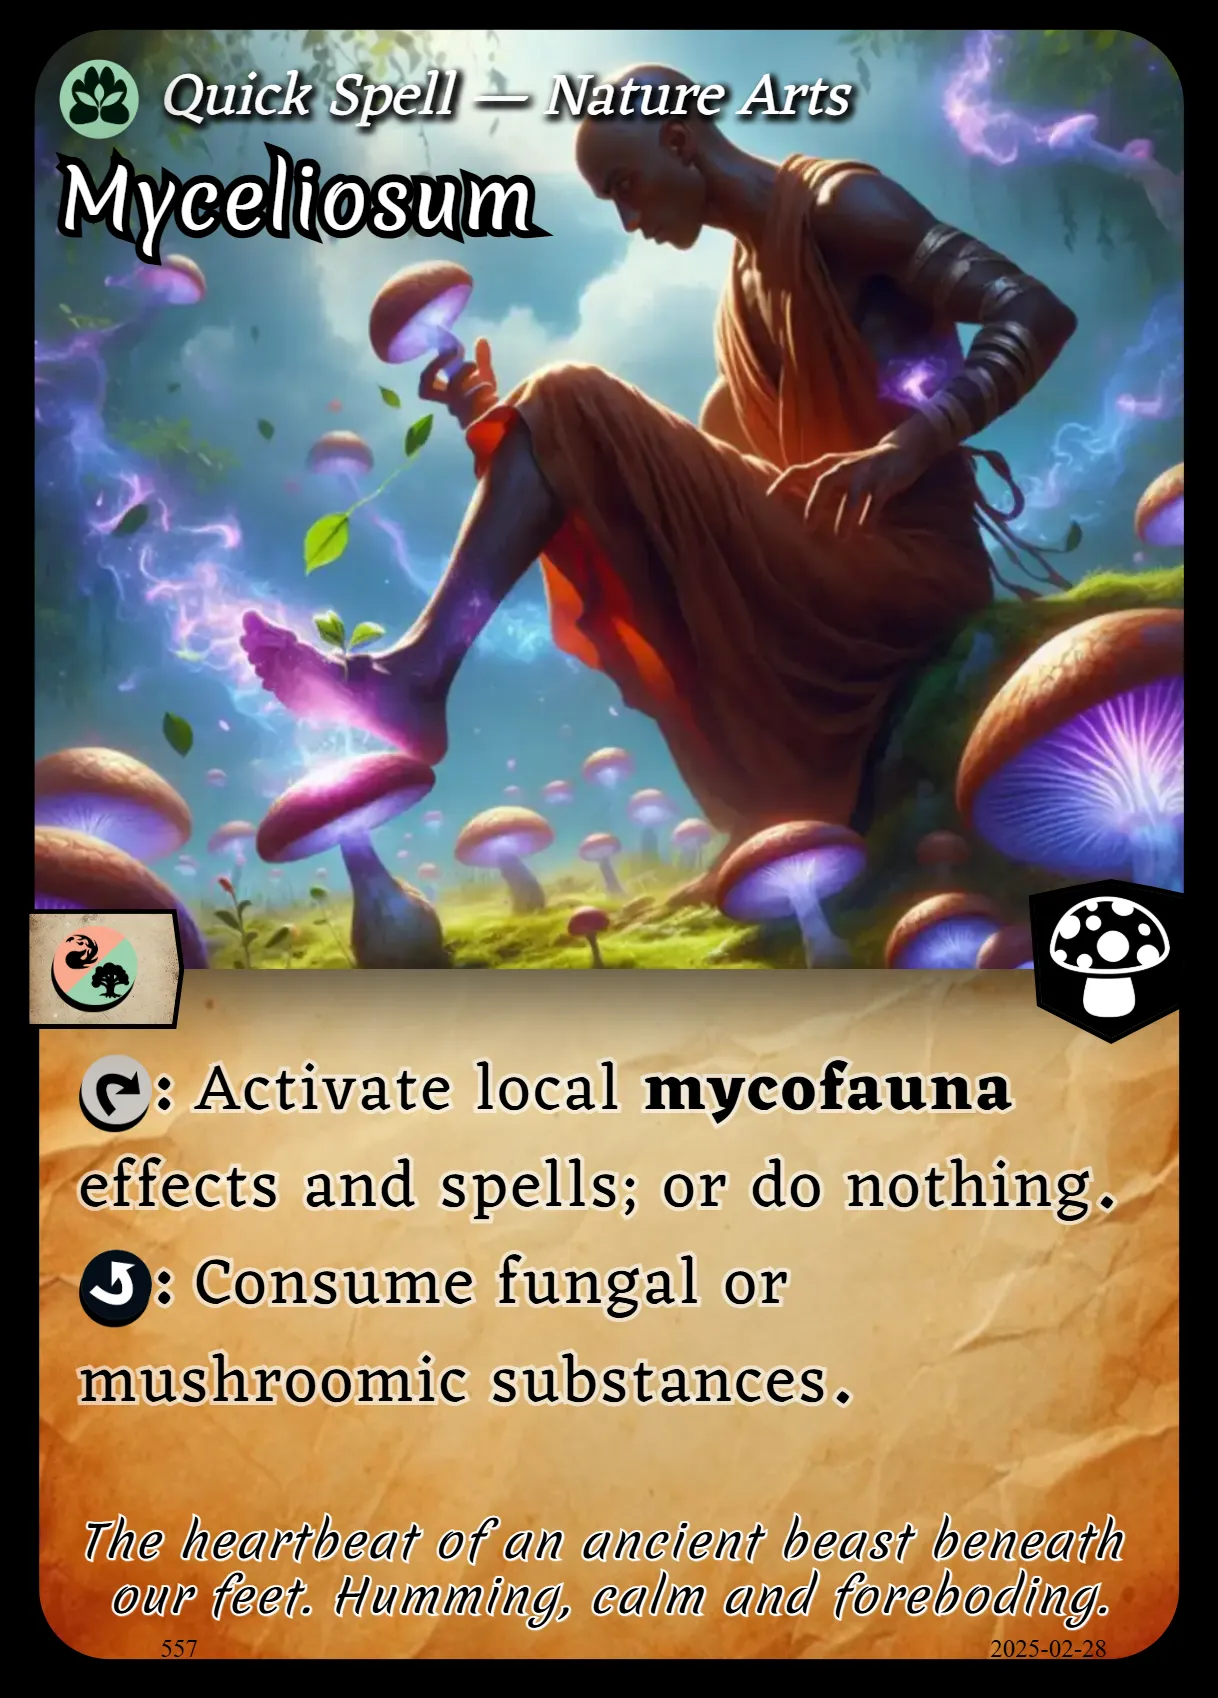 Quick Spell — Nature Arts
Myceliosum
: Activate local mycofauna
effects and spells; or do nothing.
: Consume fungal or
mushroomic substances.
The heartbeat of an ancient beast beneath
our feet. Humming, calm and foreboding.
557
2025-02-28